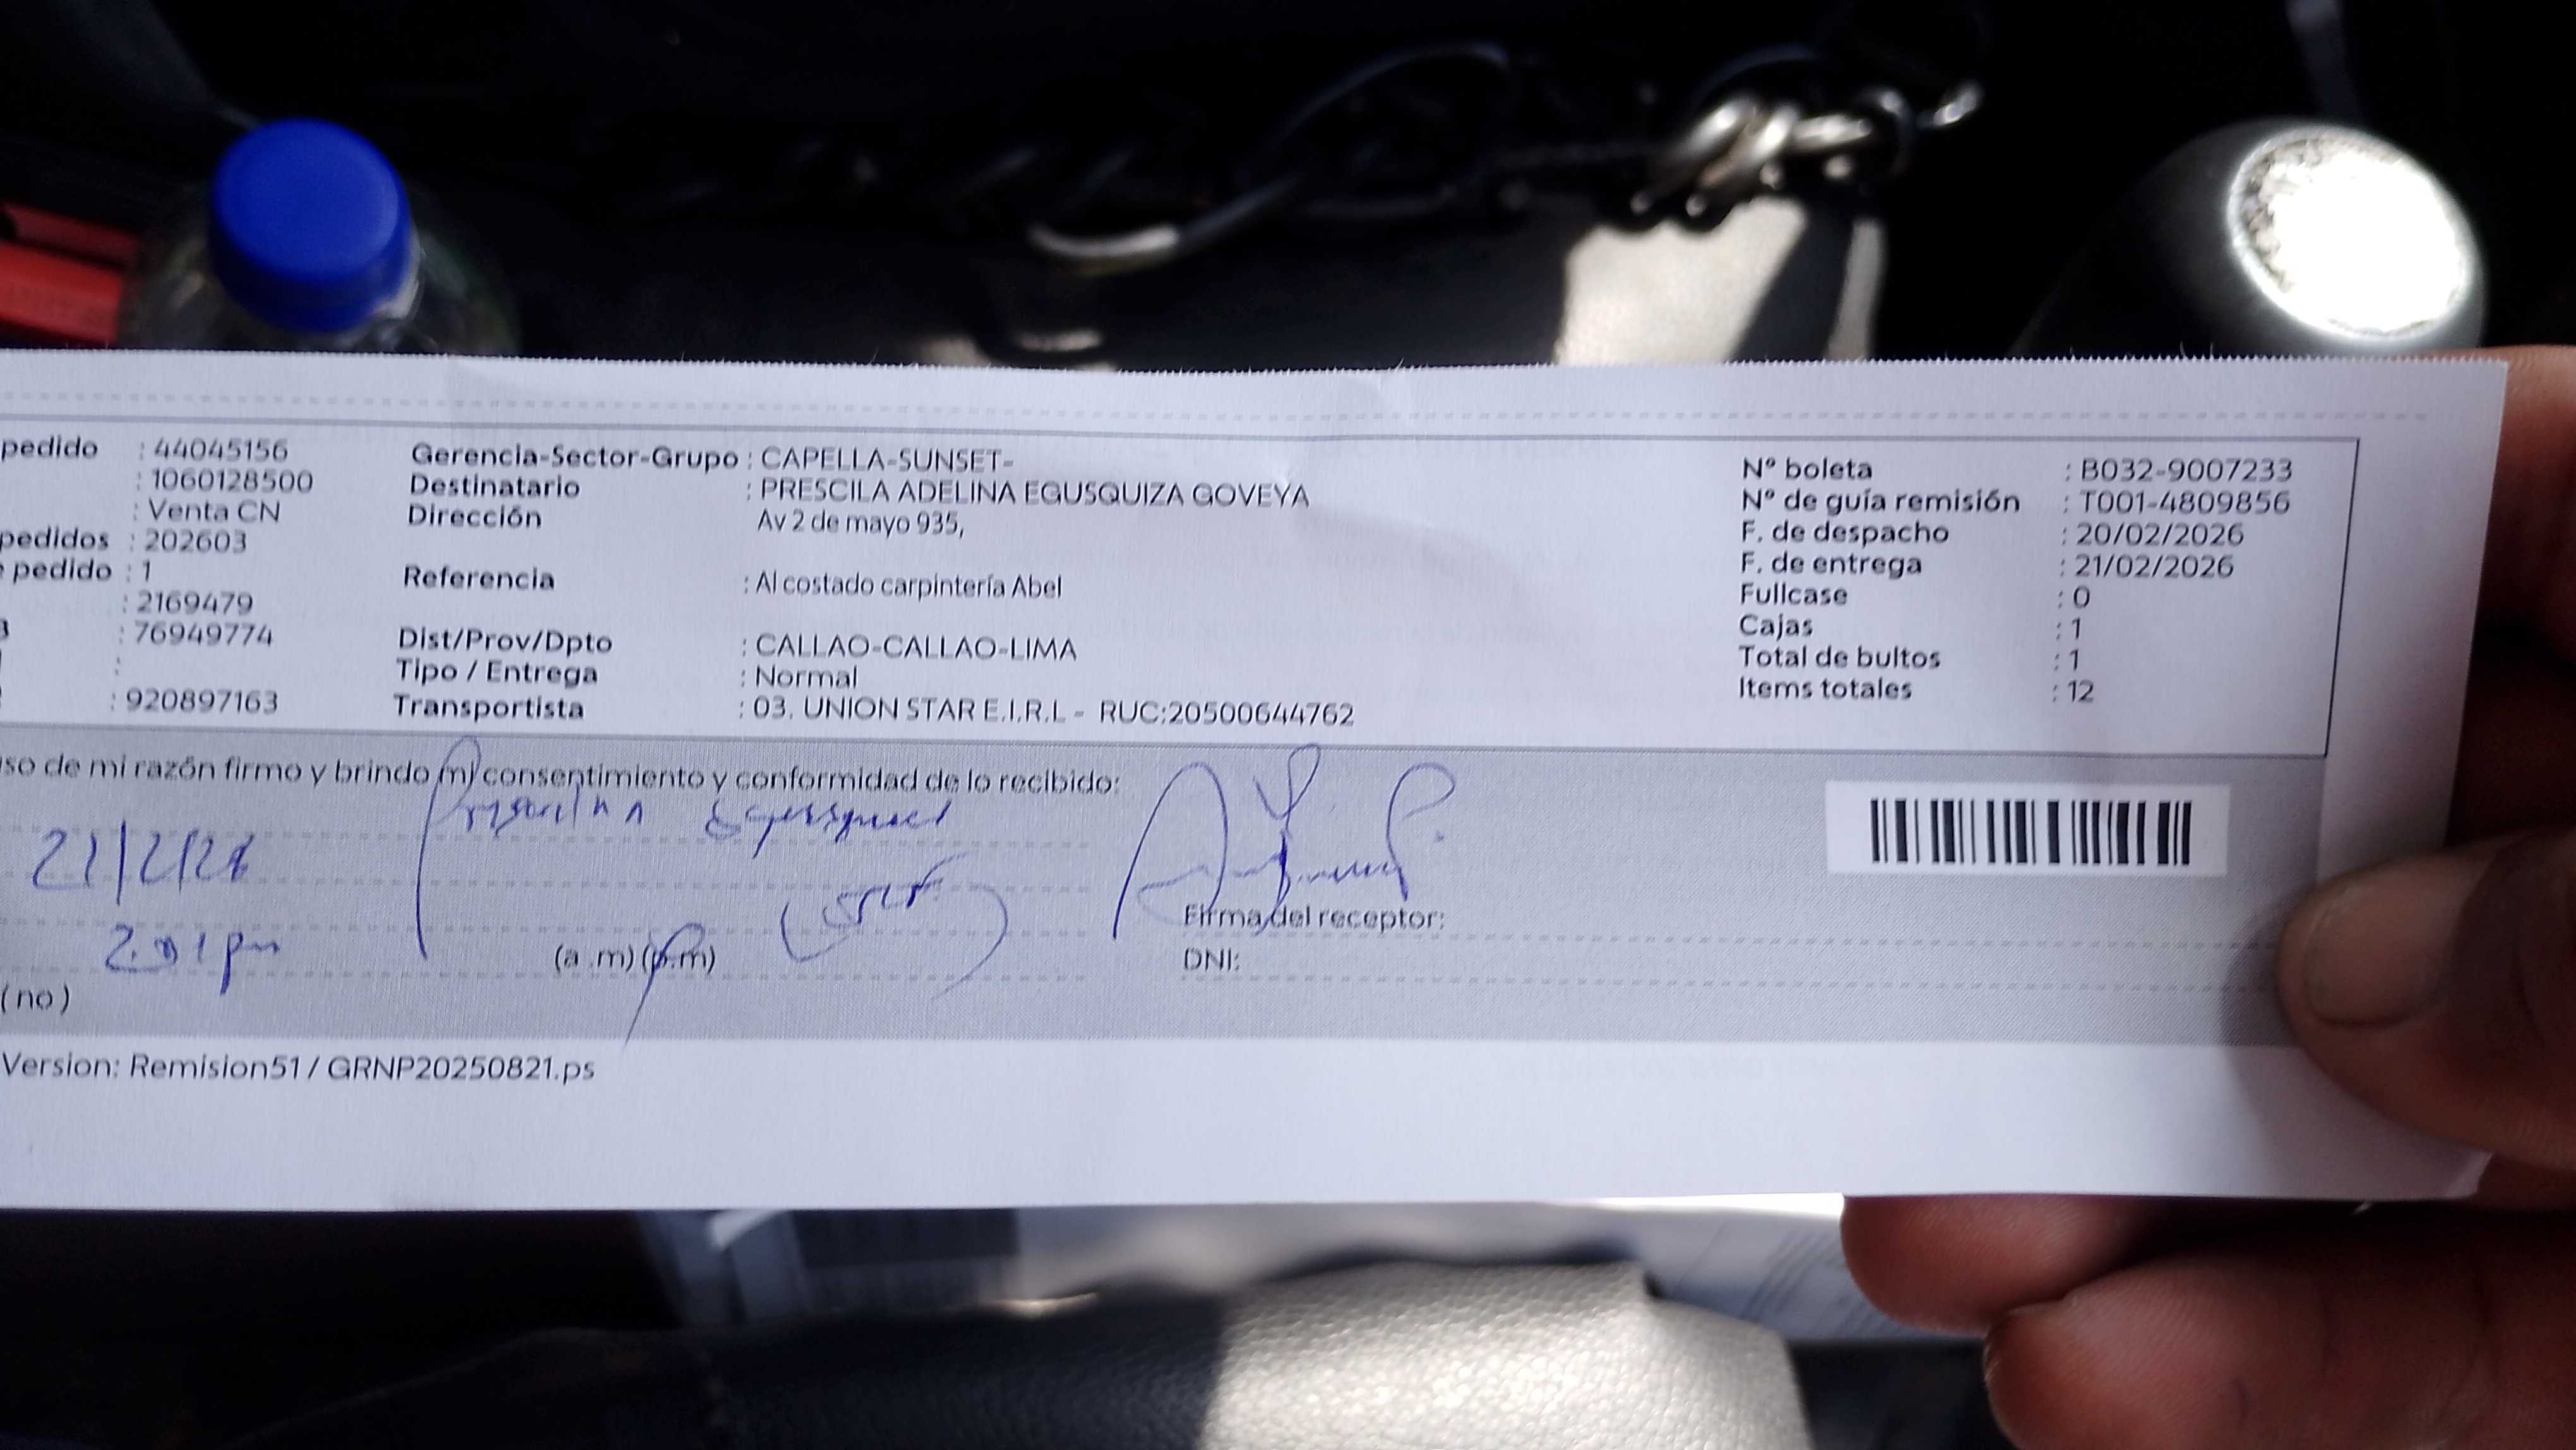 pedido : 44045156
: 1060128500
: Venta CN
pedidos : 202603
pedido : 1
: 2169479
: 76949774
:
: 920897163
Gerencia-Sector-Grupo : CAPELLA-SUNSET-
Destinatario : PRESCILA ADELINA EGUSQUIZA GOVEYA
Dirección Av 2 de mayo 935,
Referencia : Al costado carpintería Abel
Dist/Prov/Dpto : CALLAO-CALLAO-LIMA
Tipo / Entrega : Normal
Transportista : 03. UNION STAR E.I.R.L - RUC:20500644762
Nº boleta : B032-9007233
Nº de guía remisión : T001-4809856
F. de despacho : 20/02/2026
F. de entrega : 21/02/2026
Fullcase : 0
Cajas : 1
Total de bultos : 1
Items totales : 12
so de mi razón firmo y brindo mi consentimiento y conformidad de lo recibido:
21/2/26
(a .m) (p.m)
Firma del receptor:
DNI:
(no)
Version: Remision51 / GRNP20250821.ps